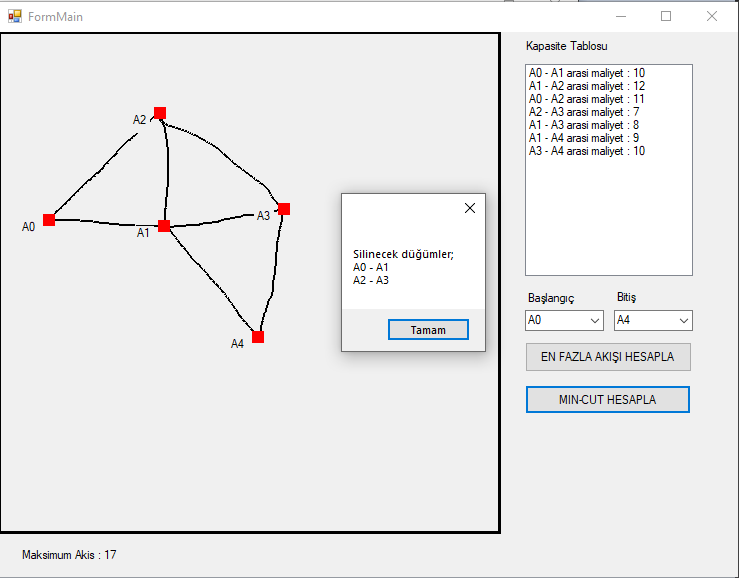 FormMain
Kapasite Tablosu
A0 - A1 arasi maliyet : 10
A1 - A2 arasi maliyet : 12
A0 - A2 arasi maliyet : 11
A2 - A3 arasi maliyet : 7
A1 - A3 arasi maliyet : 8
A1 - A4 arasi maliyet : 9
A3 - A4 arasi maliyet : 10
A2
A3
A0
A1
A4
Silinecek düğümler;
A0 - A1
A2 - A3
Tamam
Başlangıç
Bitiş
A0
A4
EN FAZLA AKIŞI HESAPLA
MIN-CUT HESAPLA
Maksimum Akis : 17